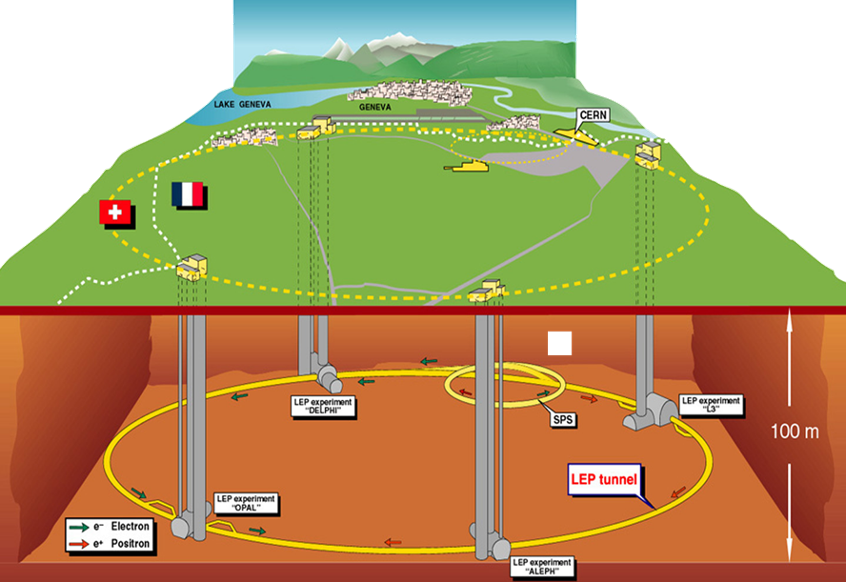 LAKE GENEVA
GENEVA
CERN
LEP experiment
"DELPHI"
SPS
LEP experiment
"L3"
100 m
LEP tunnel
LEP experiment
"OPAL"
e⁻ Electron
e⁺ Positron
LEP experiment
"ALEPH"